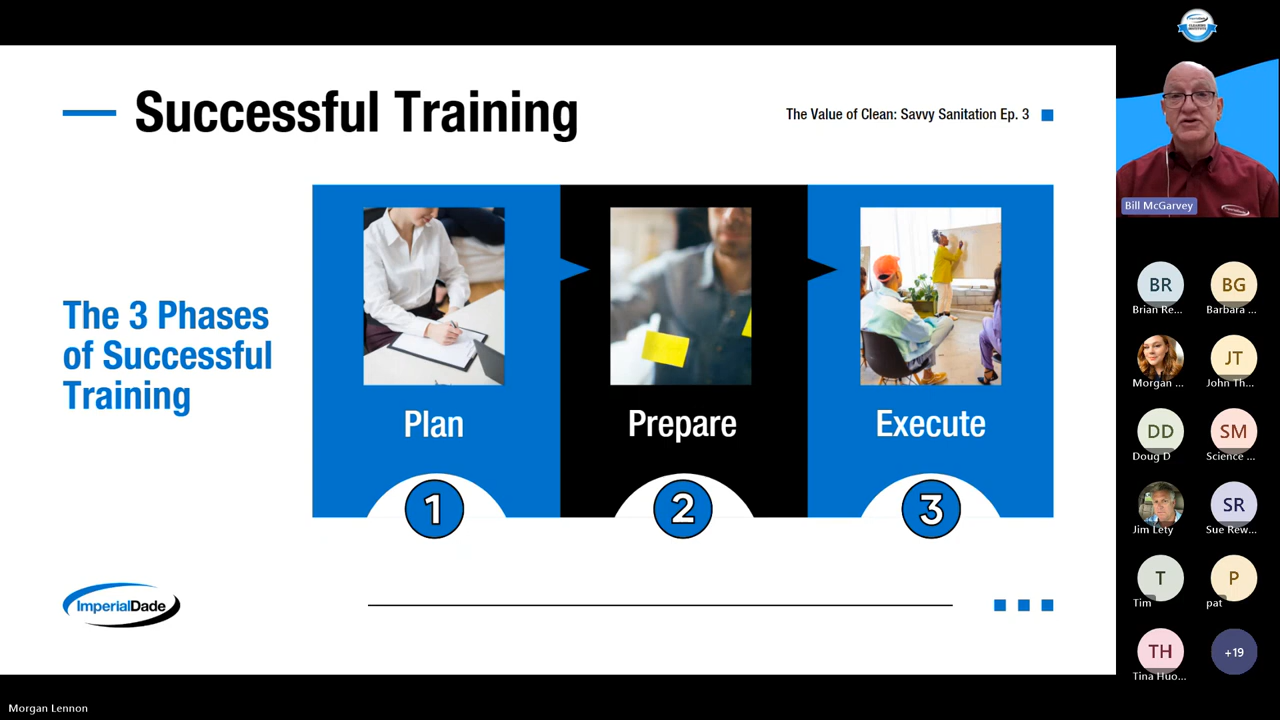 Successful Training
The Value of Clean: Savvy Sanitation Ep. 3
The 3 Phases
of Successful
Training
Plan
Prepare
Execute
1
2
3
ImperialDade
ImperialDade
Bill McGarvey
BR
Brian Re...
BG
Barbara ...
Morgan ...
JT
John Th...
DD
Doug D
SM
Science ...
Jim Lety
SR
Sue Rew...
T
Tim
P
pat
TH
Tina Huo...
+19
Morgan Lennon